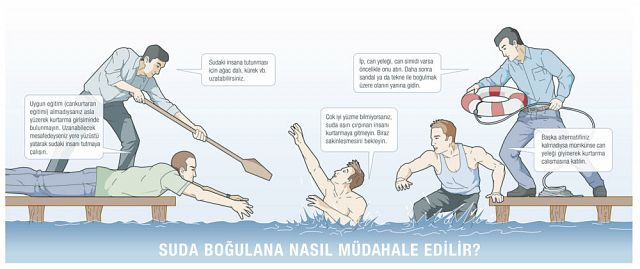 Sudaki insana tutunması
için ağaç dalı, kürek vb.
uzatabilirsiniz.
Uygun eğitim (cankurtaran
eğitimi) almadıysanız asla
yüzerek kurtarma girişiminde
bulunmayın. Uzanabilecek
mesafedeyseniz yere yüzüstü
yatarak sudaki insanı tutmaya
çalışın.
Çok iyi yüzme bilmiyorsanız,
suda aşırı çırpınan insanı
kurtarmaya gitmeyin. Biraz
sakinleşmesini bekleyin.
İp, can yeleği, can simidi varsa
öncelikle onu atın. Daha sonra
sandal ya da tekne ile boğulmak
üzere olanın yanına gidin.
Başka alternatifiniz
kalmadıysa mümkünse can
yeleği giyinerek kurtarma
çalışmasına katılın.
SUDA BOĞULANA NASIL MÜDAHALE EDİLİR?